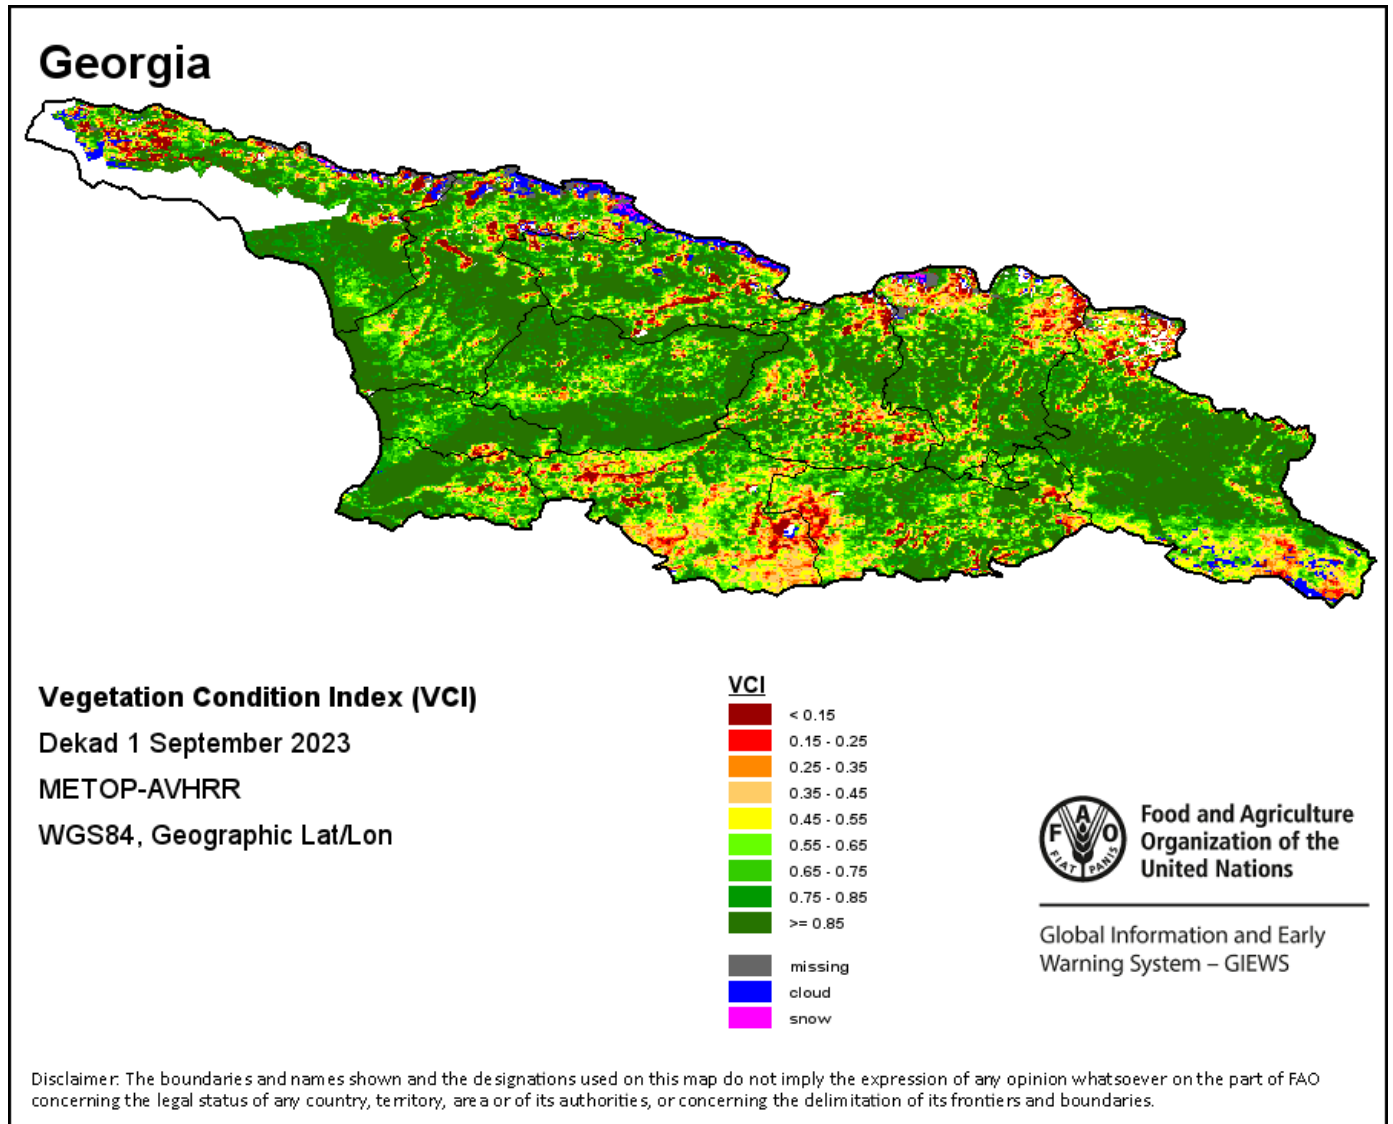 Georgia
Vegetation Condition Index (VCI)
Dekad 1 September 2023
METOP-AVHRR
WGS84, Geographic Lat/Lon
VCI
< 0.15
0.15 - 0.25
0.25 - 0.35
0.35 - 0.45
0.45 - 0.55
0.55 - 0.65
0.65 - 0.75
0.75 - 0.85
>= 0.85
missing
cloud
snow
F A O
FIAT PANIS
Food and Agriculture
Organization of the
United Nations
Global Information and Early
Warning System – GIEWS
Disclaimer: The boundaries and names shown and the designations used on this map do not imply the expression of any opinion whatsoever on the part of FAO
concerning the legal status of any country, territory, area or of its authorities, or concerning the delimitation of its frontiers and boundaries.